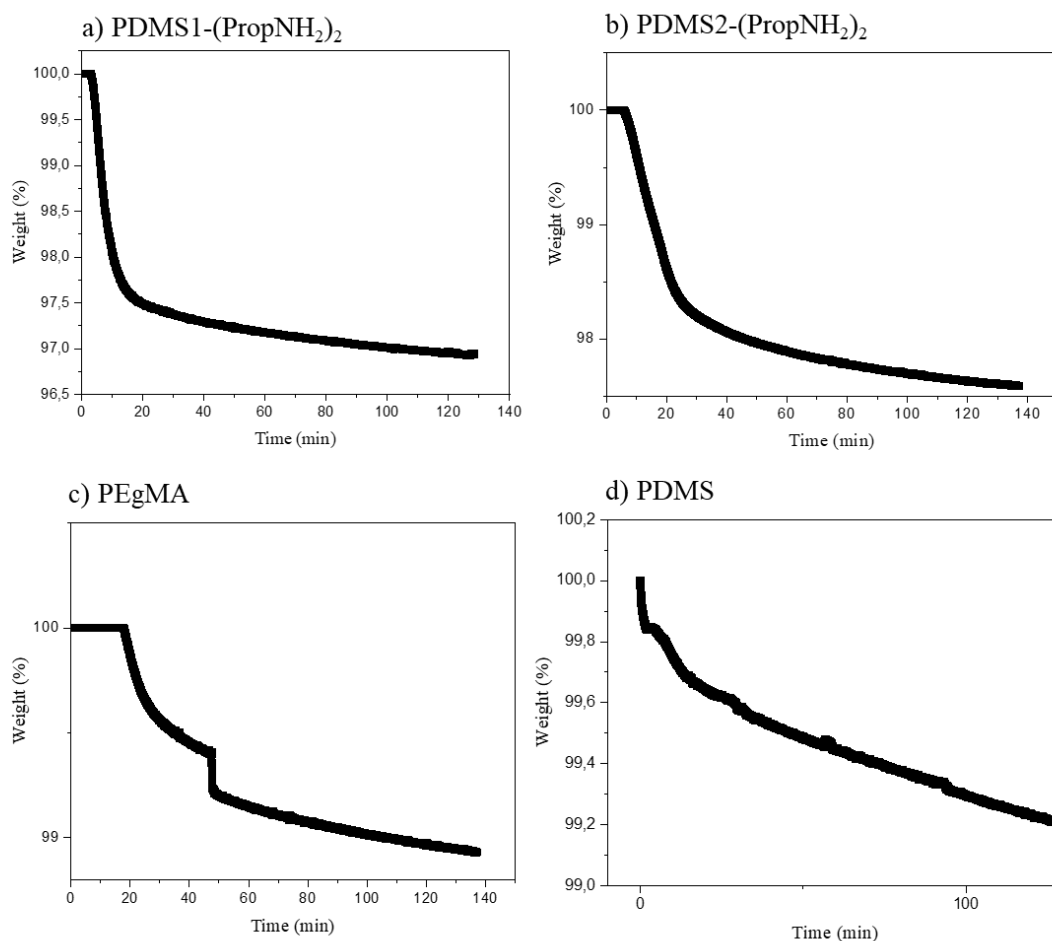 a) PDMS1-(PropNH₂)₂
100,0
99,5
99,0
98,5
98,0
97,5
97,0
96,5
Weight (%)
0 20 40 60 80 100 120 140
Time (min)
b) PDMS2-(PropNH₂)₂
100
99
98
Weight (%)
0 20 40 60 80 100 120 140
Time (min)
c) PEgMA
100
99
Weight (%)
0 20 40 60 80 100 120 140
Time (min)
d) PDMS
100,2
100,0
99,8
99,6
99,4
99,2
99,0
Weight (%)
0 100
Time (min)